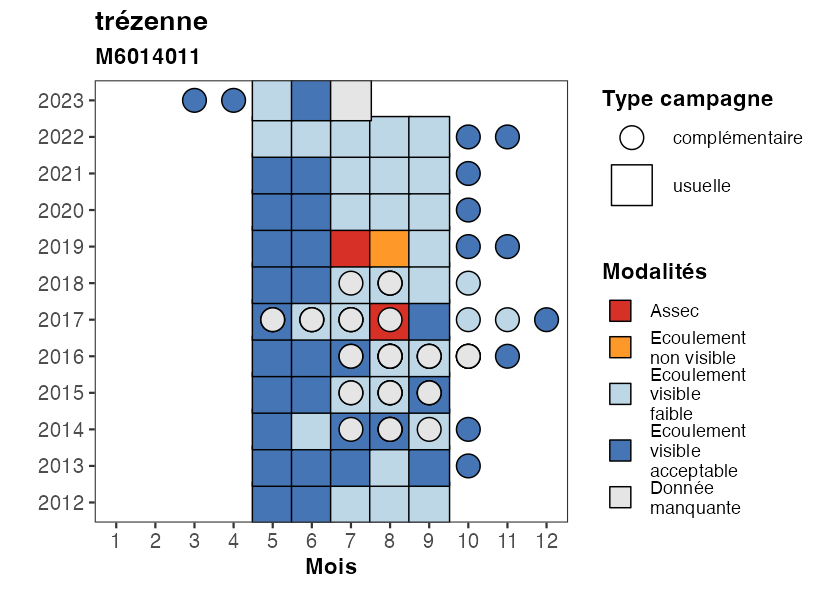 trézenne
M6014011
2023
2022
2021
2020
2019
2018
2017
2016
2015
2014
2013
2012
1 2 3 4 5 6 7 8 9 10 11 12
Mois
Type campagne
complémentaire
usuelle
Modalités
Assec
Ecoulement
non visible
Ecoulement
visible
faible
Ecoulement
visible
acceptable
Donnée
manquante